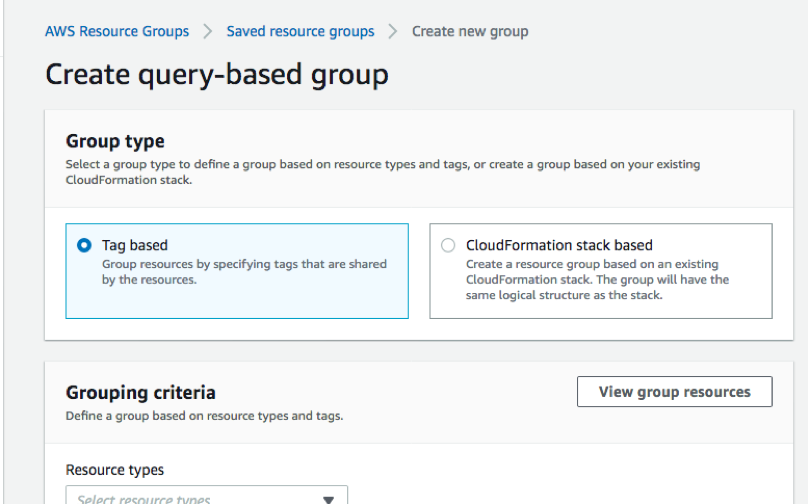 AWS Resource Groups > Saved resource groups > Create new group
Create query-based group
Group type
Select a group type to define a group based on resource types and tags, or create a group based on your existing
CloudFormation stack.
Tag based
Group resources by specifying tags that are shared
by the resources.
CloudFormation stack based
Create a resource group based on an existing
CloudFormation stack. The group will have the
same logical structure as the stack.
Grouping criteria
View group resources
Define a group based on resource types and tags.
Resource types
Select resource types